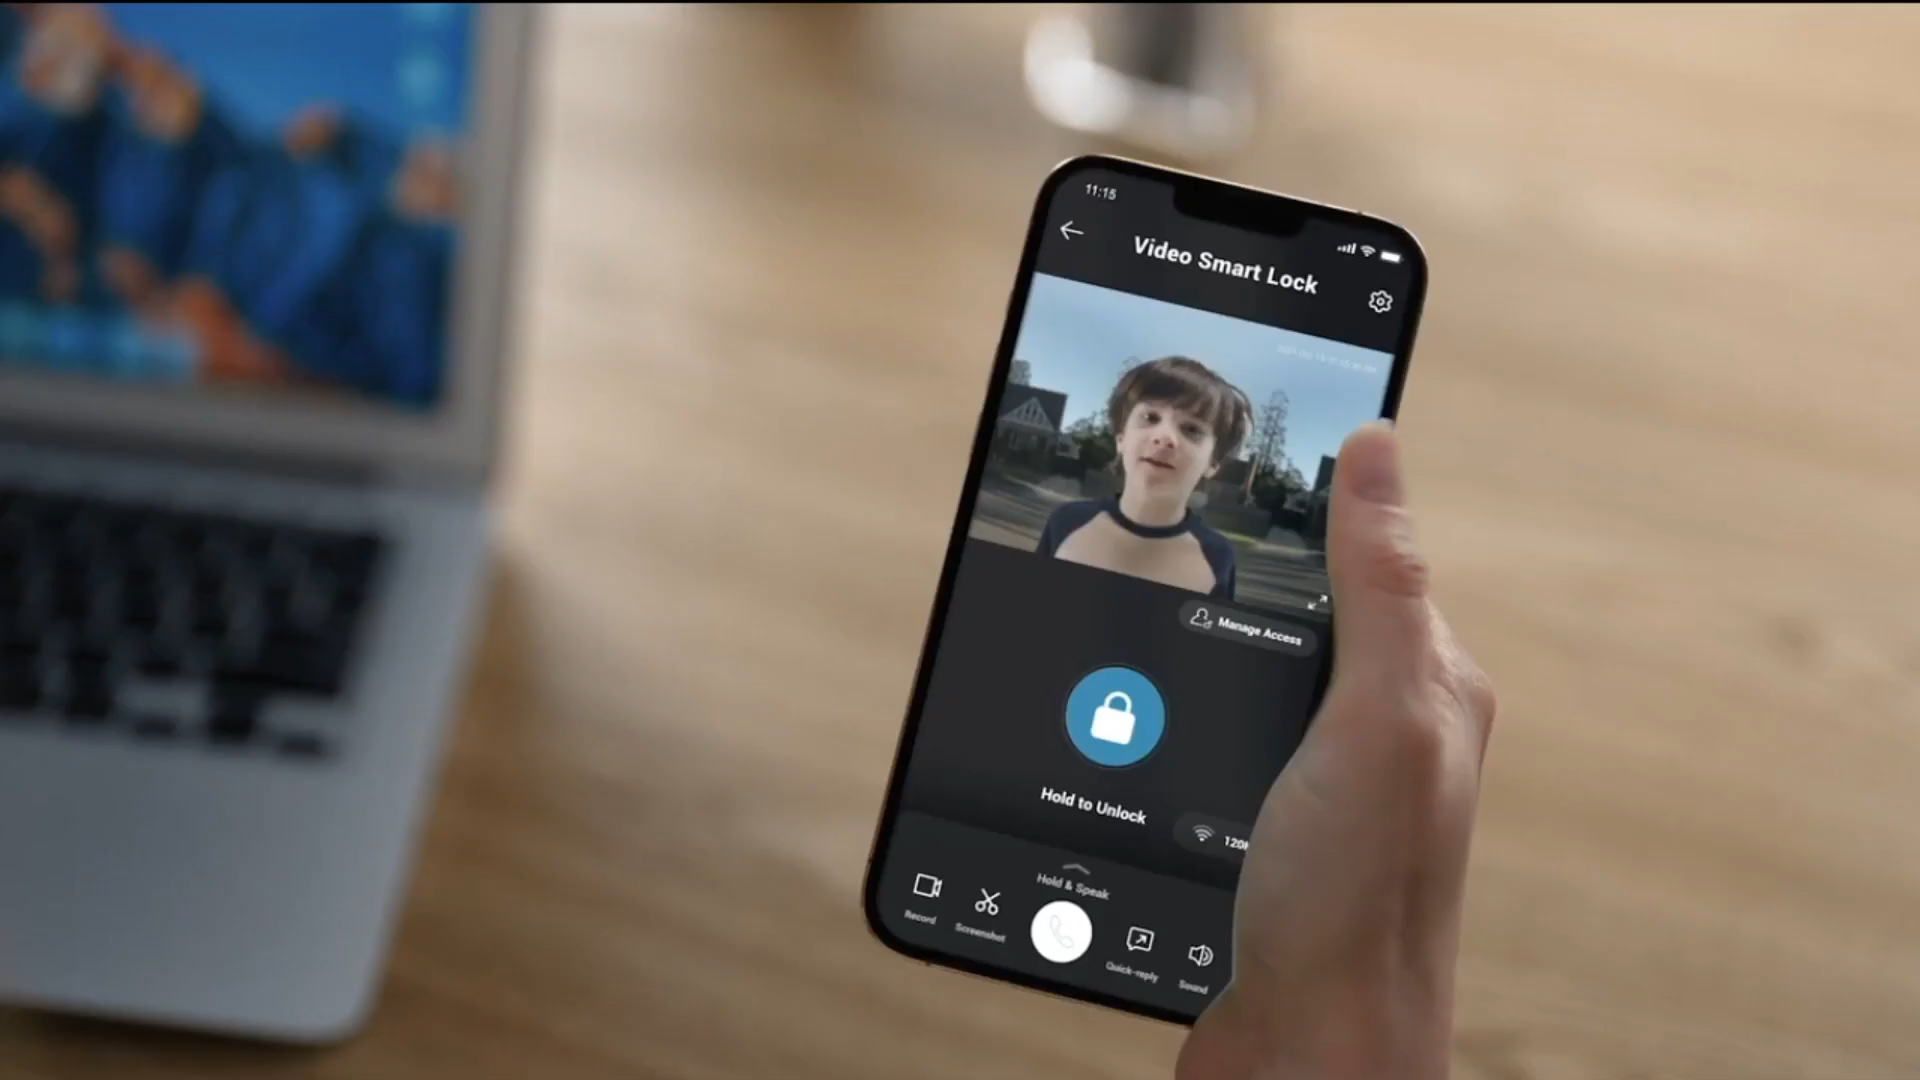 11:15
Video Smart Lock
Manage Access
Hold to Unlock
Hold & Speak
Record
Screenshot
Quick-reply
Sound